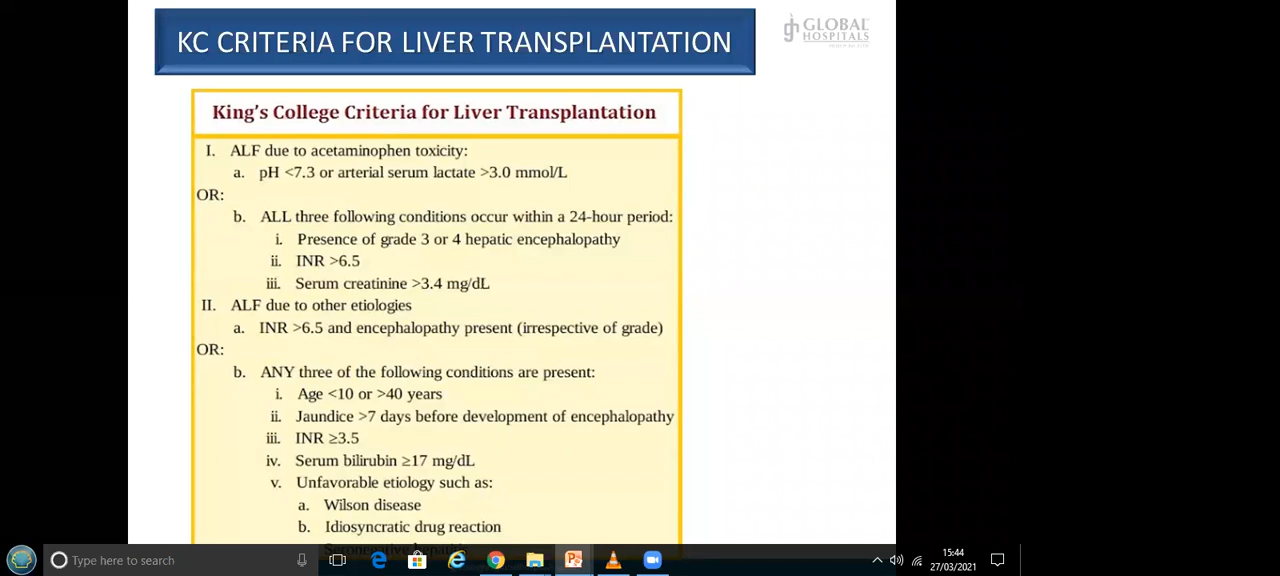 KC CRITERIA FOR LIVER TRANSPLANTATION
GLOBAL
HOSPITALS
King's College Criteria for Liver Transplantation
I. ALF due to acetaminophen toxicity:
a. pH <7.3 or arterial serum lactate >3.0 mmol/L
OR:
b. ALL three following conditions occur within a 24-hour period:
i. Presence of grade 3 or 4 hepatic encephalopathy
ii. INR >6.5
iii. Serum creatinine >3.4 mg/dL
II. ALF due to other etiologies
a. INR >6.5 and encephalopathy present (irrespective of grade)
OR:
b. ANY three of the following conditions are present:
i. Age <10 or >40 years
ii. Jaundice >7 days before development of encephalopathy
iii. INR ≥3.5
iv. Serum bilirubin ≥17 mg/dL
v. Unfavorable etiology such as:
a. Wilson disease
b. Idiosyncratic drug reaction
Type here to search
15:44
27/03/2021